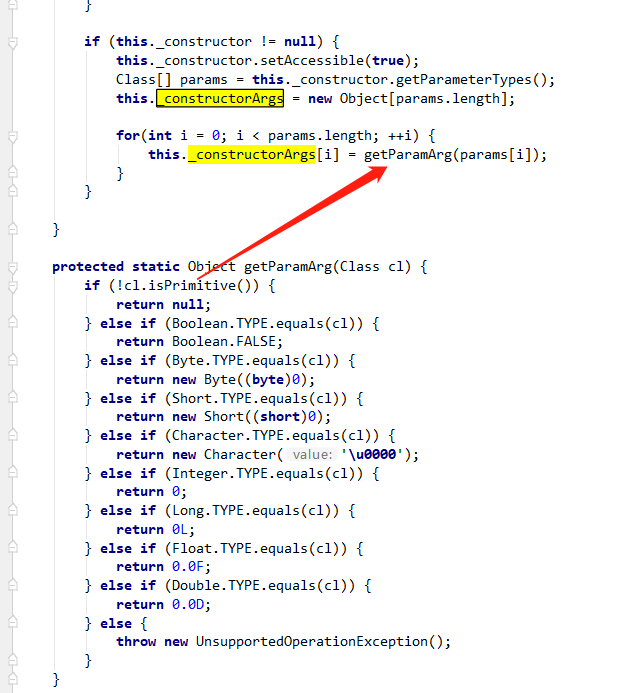 }
if (this._constructor != null) {
this._constructor.setAccessible(true);
Class[] params = this._constructor.getParameterTypes();
this._constructorArgs = new Object[params.length];
for(int i = 0; i < params.length; ++i) {
this._constructorArgs[i] = getParamArg(params[i]);
}
}
}
protected static Object getParamArg(Class cl) {
if (!cl.isPrimitive()) {
return null;
} else if (Boolean.TYPE.equals(cl)) {
return Boolean.FALSE;
} else if (Byte.TYPE.equals(cl)) {
return new Byte((byte)0);
} else if (Short.TYPE.equals(cl)) {
return new Short((short)0);
} else if (Character.TYPE.equals(cl)) {
return new Character( value: '\u0000');
} else if (Integer.TYPE.equals(cl)) {
return 0;
} else if (Long.TYPE.equals(cl)) {
return 0L;
} else if (Float.TYPE.equals(cl)) {
return 0.0F;
} else if (Double.TYPE.equals(cl)) {
return 0.0D;
} else {
throw new UnsupportedOperationException();
}
}